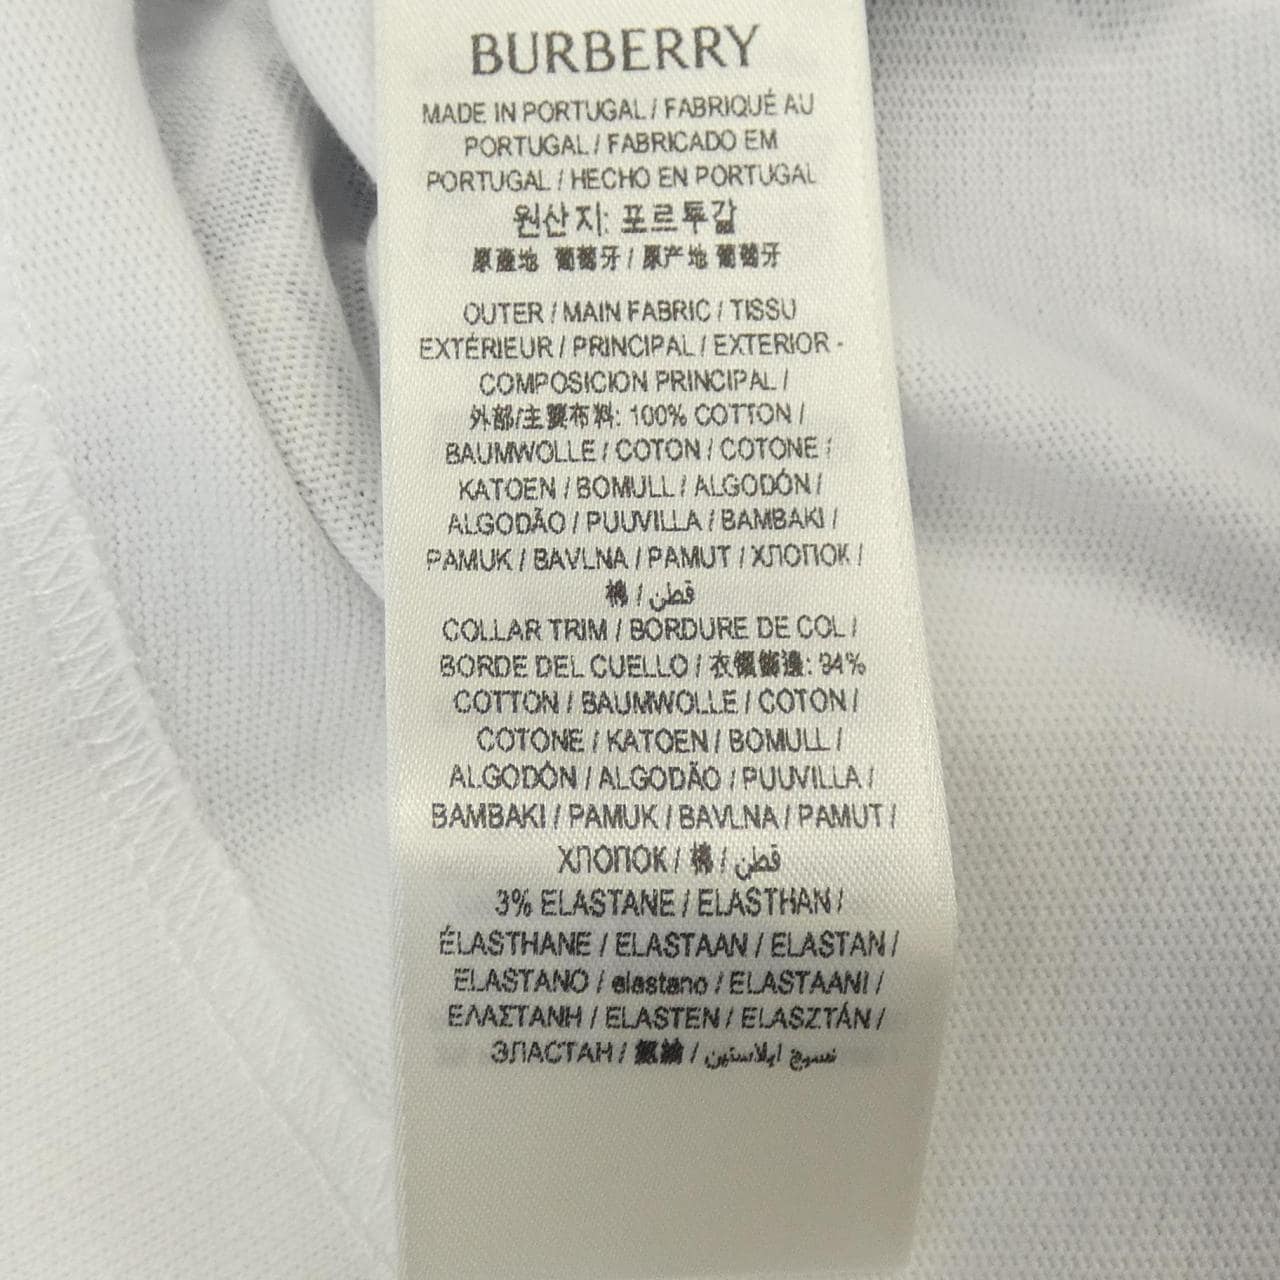 BURBERRY
MADE IN PORTUGAL / FABRIQUÉ AU
PORTUGAL / FABRICADO EM
PORTUGAL / HECHO EN PORTUGAL
원산지: 포르투갈
原產地 葡萄牙 / 原产地 葡萄牙
OUTER / MAIN FABRIC / TISSU
EXTÉRIEUR / PRINCIPAL / EXTERIOR -
COMPOSICION PRINCIPAL /
外部/主要布料: 100% COTTON /
BAUMWOLLE / COTON / COTONE /
KATOEN / BOMULL / ALGODÓN /
ALGODÃO / PUUVILLA / BAMBAKI /
PAMUK / BAVLNA / PAMUT / ХЛОПОК /
棉 / قطن
COLLAR TRIM / BORDURE DE COL /
BORDE DEL CUELLO / 衣領飾邊: 94%
COTTON / BAUMWOLLE / COTON /
COTONE / KATOEN / BOMULL /
ALGODÓN / ALGODÃO / PUUVILLA /
BAMBAKI / PAMUK / BAVLNA / PAMUT /
ХЛОПОК / 棉 / قطن
3% ELASTANE / ELASTHAN /
ÉLASTHANE / ELASTAAN / ELASTAN /
ELASTANO / elastano / ELASTAANI /
ΕΛΑΣΤΑΝΗ / ELASTEN / ELASZTÁN /
ЭЛАСТАН / 氨綸 / نسيج ايلاستين